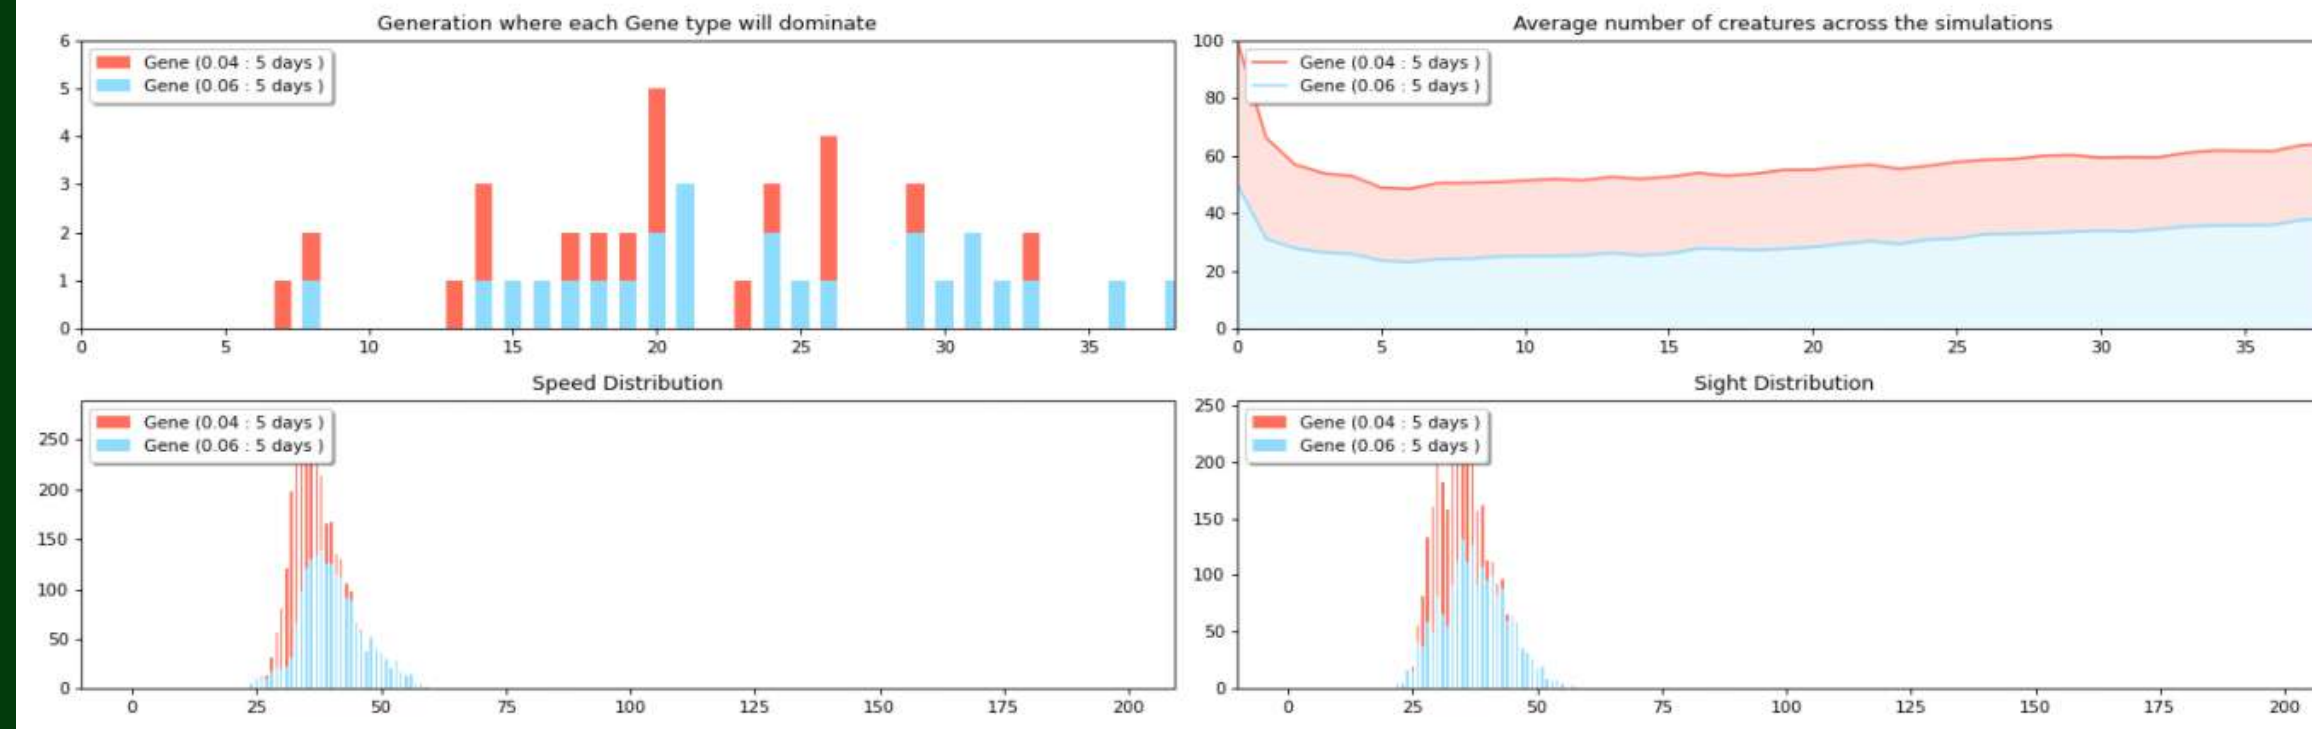 Generation where each Gene type will dominate
6
5
4
3
2
1
0
Gene (0.04 : 5 days )
Gene (0.06 : 5 days )
0 5 10 15 20 25 30 35
Average number of creatures across the simulations
100
80
60
40
20
0
Gene (0.04 : 5 days )
Gene (0.06 : 5 days )
0 5 10 15 20 25 30 35
Speed Distribution
250
200
150
100
50
0
Gene (0.04 : 5 days )
Gene (0.06 : 5 days )
0 25 50 75 100 125 150 175 200
Sight Distribution
250
200
150
100
50
0
Gene (0.04 : 5 days )
Gene (0.06 : 5 days )
0 25 50 75 100 125 150 175 200